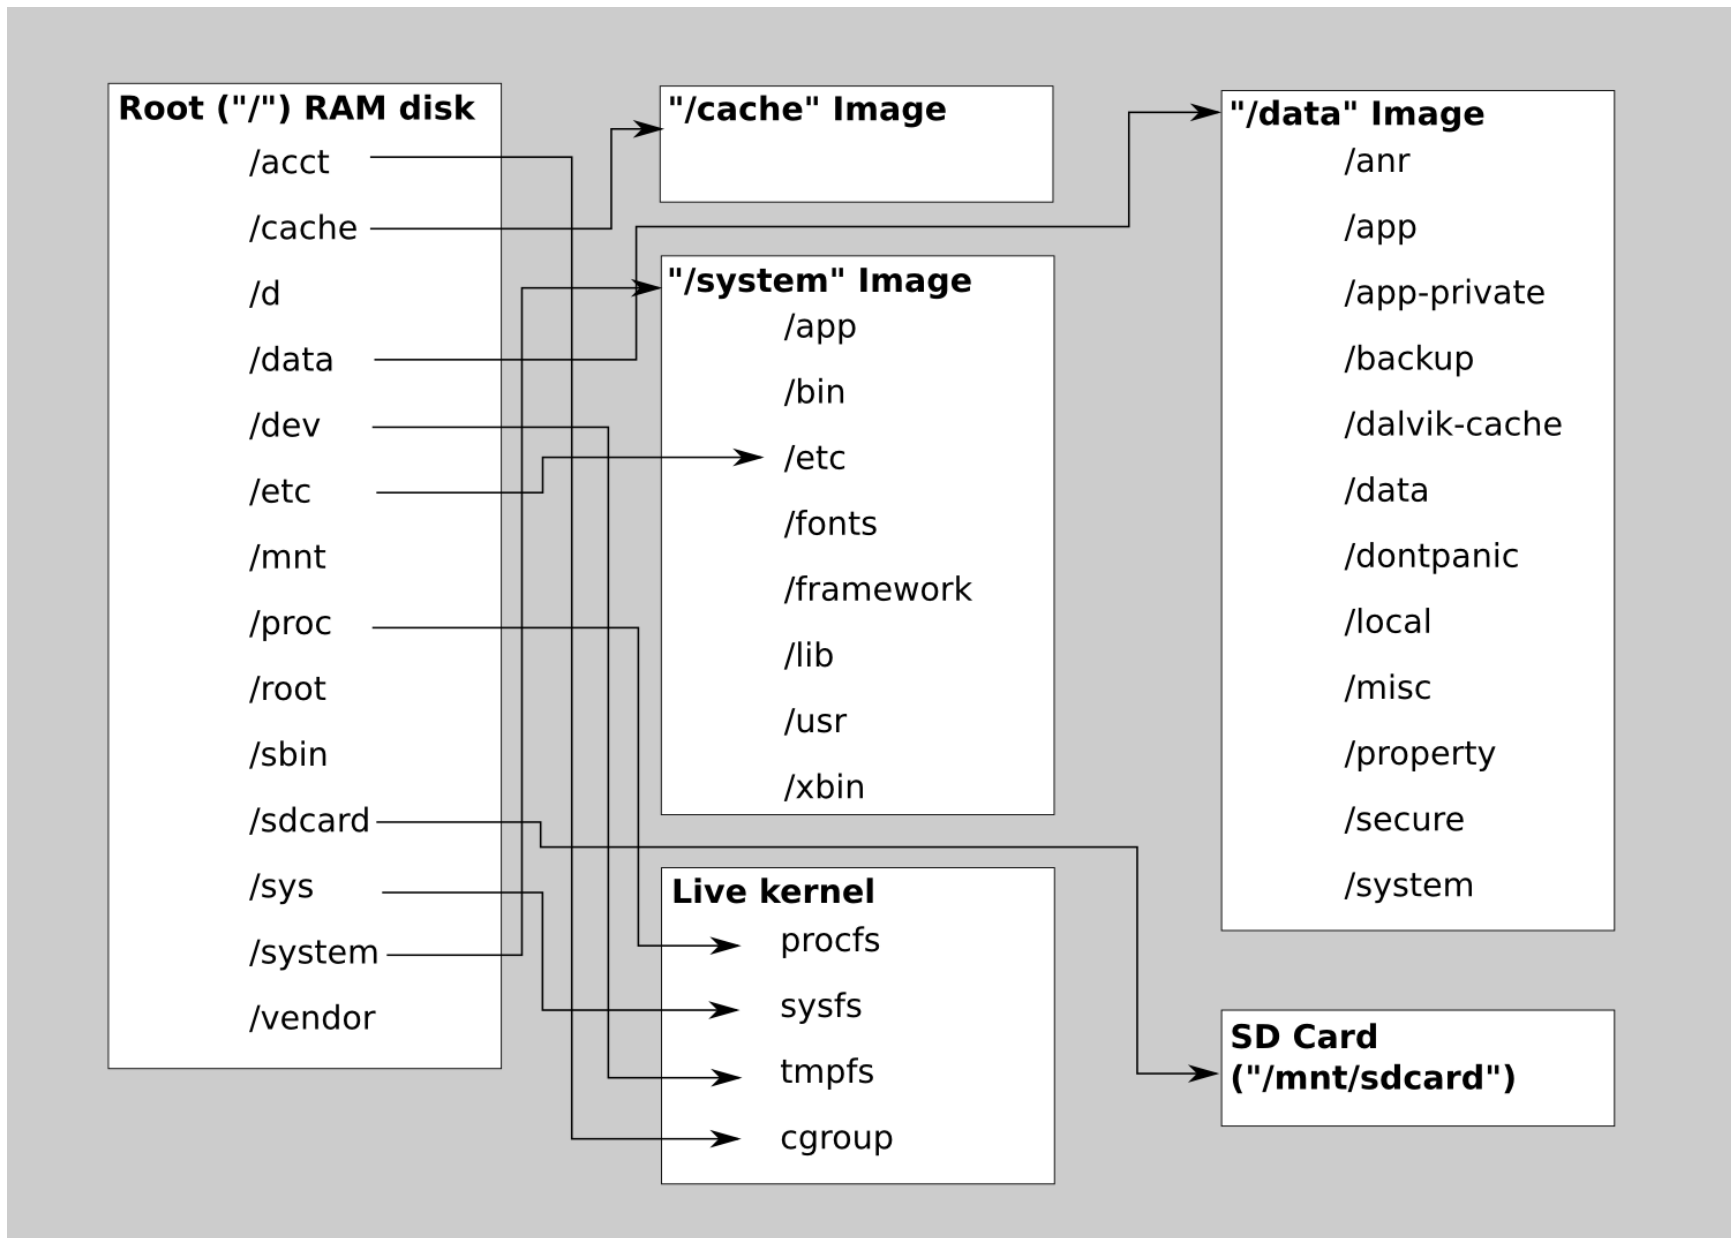 Root ("/") RAM disk
/acct
/cache
/d
/data
/dev
/etc
/mnt
/proc
/root
/sbin
/sdcard
/sys
/system
/vendor
"/cache" Image
"/system" Image
/app
/bin
/etc
/fonts
/framework
/lib
/usr
/xbin
Live kernel
procfs
sysfs
tmpfs
cgroup
"/data" Image
/anr
/app
/app-private
/backup
/dalvik-cache
/data
/dontpanic
/local
/misc
/property
/secure
/system
SD Card
("/mnt/sdcard")